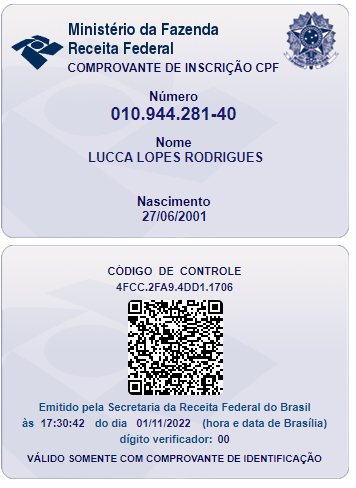 Ministério da Fazenda
Receita Federal
COMPROVANTE DE INSCRIÇÃO CPF
Número
010.944.281-40
Nome
LUCCA LOPES RODRIGUES
Nascimento
27/06/2001
CÓDIGO DE CONTROLE
4FCC.2FA9.4DD1.1706
Emitido pela Secretaria da Receita Federal do Brasil
às 17:30:42 do dia 01/11/2022 (hora e data de Brasília)
dígito verificador: 00
VÁLIDO SOMENTE COM COMPROVANTE DE IDENTIFICAÇÃO